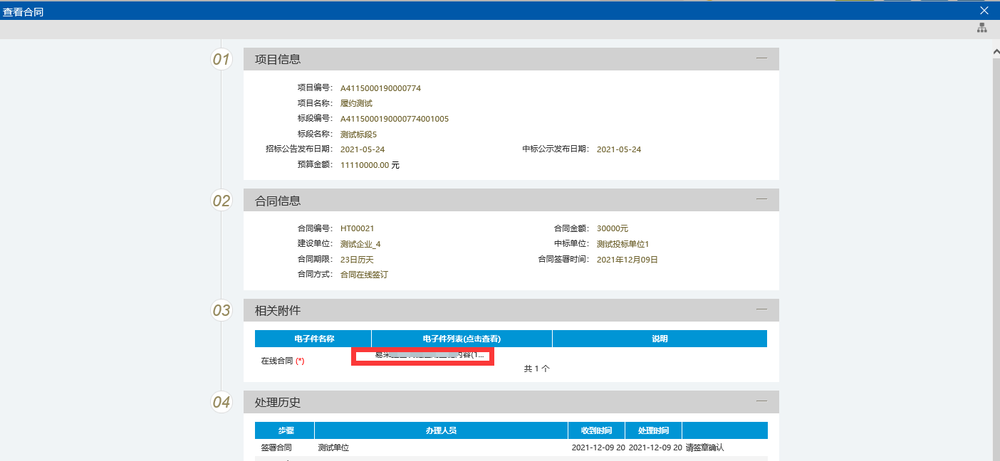 查看合同
01 项目信息
项目编号： A4115000190000774
项目名称： 履约测试
标段编号： A4115000190000774001005
标段名称： 测试标段5
招标公告发布日期： 2021-05-24 中标公示发布日期： 2021-05-24
预算金额： 11110000.00 元
02 合同信息
合同编号： HT00021 合同金额： 30000元
建设单位： 测试企业_4 中标单位： 测试投标单位1
合同期限： 23日历天 合同签署时间： 2021年12月09日
合同方式： 合同在线签订
03 相关附件
电子件名称 电子件列表(点击查看) 说明
内容(1...
在线合同 (*)
共 1 个
04 处理历史
步骤 办理人员 收到时间 处理时间
签署合同 测试单位 2021-12-09 20 2021-12-09 20 请签章确认